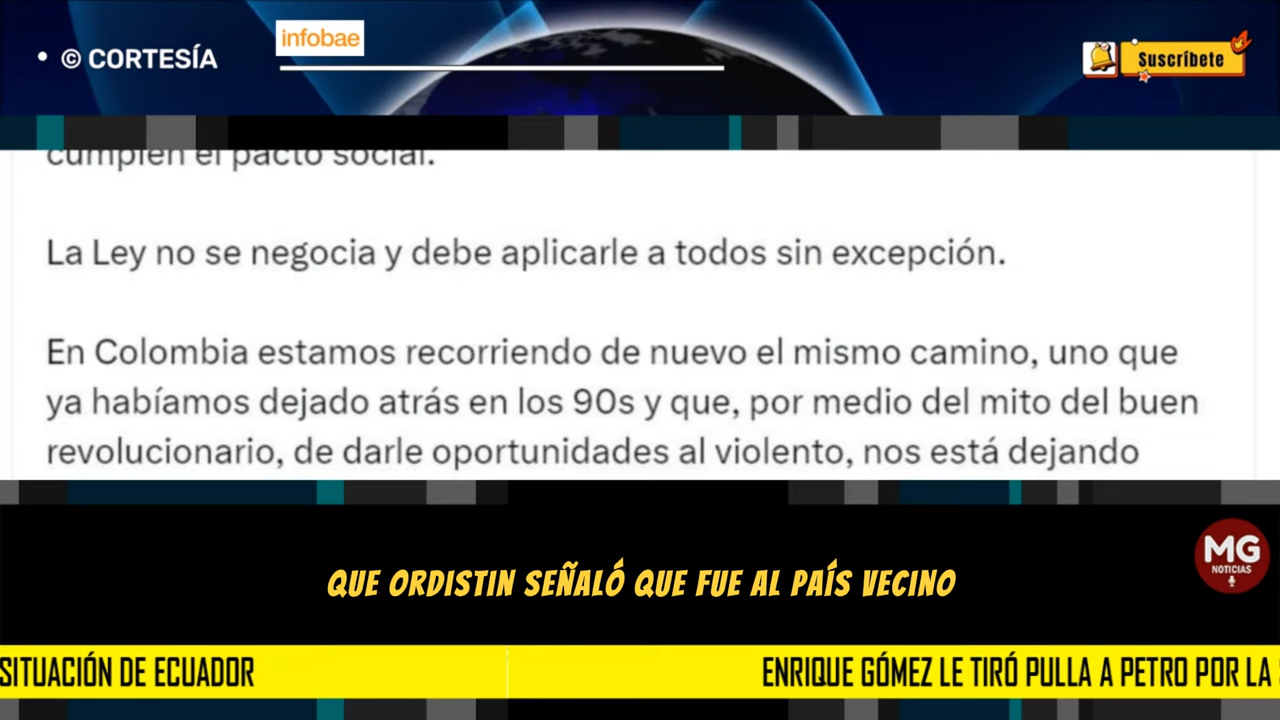 © CORTESÍA
infobae
Suscríbete
cumplen el pacto social.
La Ley no se negocia y debe aplicarle a todos sin excepción.
En Colombia estamos recorriendo de nuevo el mismo camino, uno que
ya habíamos dejado atrás en los 90s y que, por medio del mito del buen
revolucionario, de darle oportunidades al violento, nos está dejando
MG
NOTICIAS
QUE ORDISTIN SEÑALÓ QUE FUE AL PAÍS VECINO
SITUACIÓN DE ECUADOR
ENRIQUE GÓMEZ LE TIRÓ PULLA A PETRO POR LA